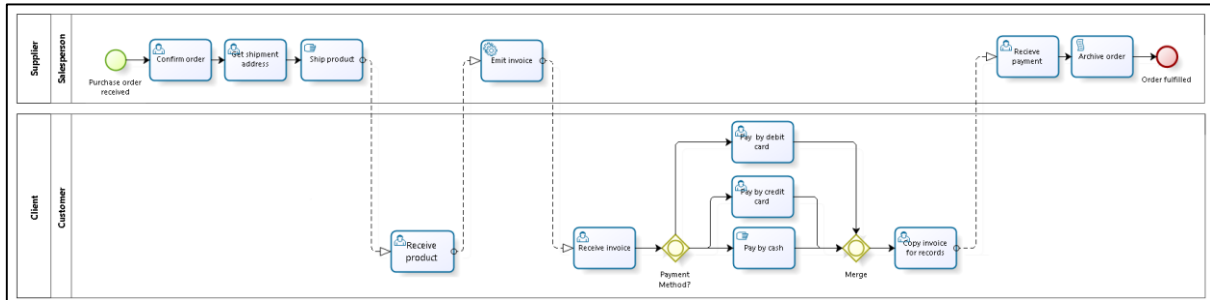 Supplier
Salesperson
Purchase order
received
Confirm order
Get shipment
address
Ship product
Emit invoice
Recieve
payment
Archive order
Order fulfilled
Client
Customer
Receive
product
Receive invoice
Payment
Method?
Pay by debit
card
Pay by credit
card
Pay by cash
Merge
Copy invoice
for records